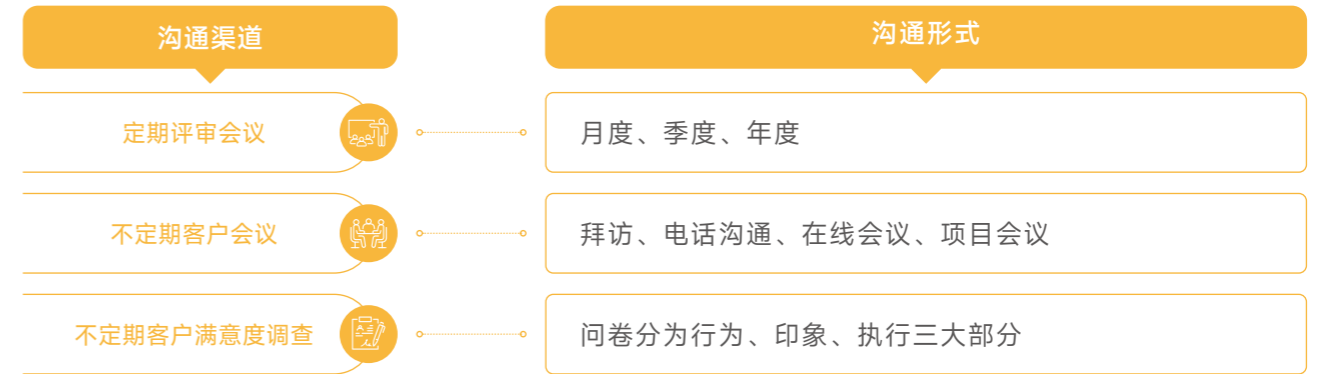 沟通渠道
沟通形式
定期评审会议
月度、季度、年度
不定期客户会议
拜访、电话沟通、在线会议、项目会议
不定期客户满意度调查
问卷分为行为、印象、执行三大部分